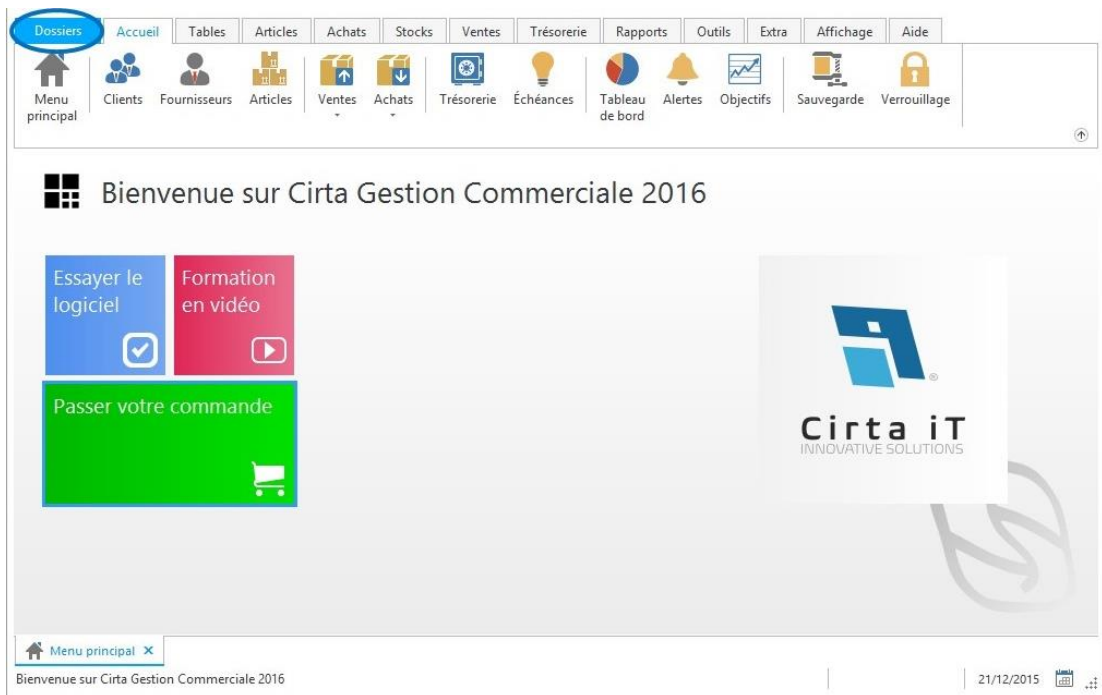 Dossiers Accueil Tables Articles Achats Stocks Ventes Trésorerie Rapports Outils Extra Affichage Aide
Menu principal
Clients Fournisseurs Articles Ventes Achats Trésorerie Échéances
Tableau de bord
Alertes Objectifs Sauvegarde Verrouillage
Bienvenue sur Cirta Gestion Commerciale 2016
Essayer le
logiciel
Formation
en vidéo
Passer votre commande
®
Cirta iT
INNOVATIVE SOLUTIONS
Menu principal
Bienvenue sur Cirta Gestion Commerciale 2016
21/12/2015